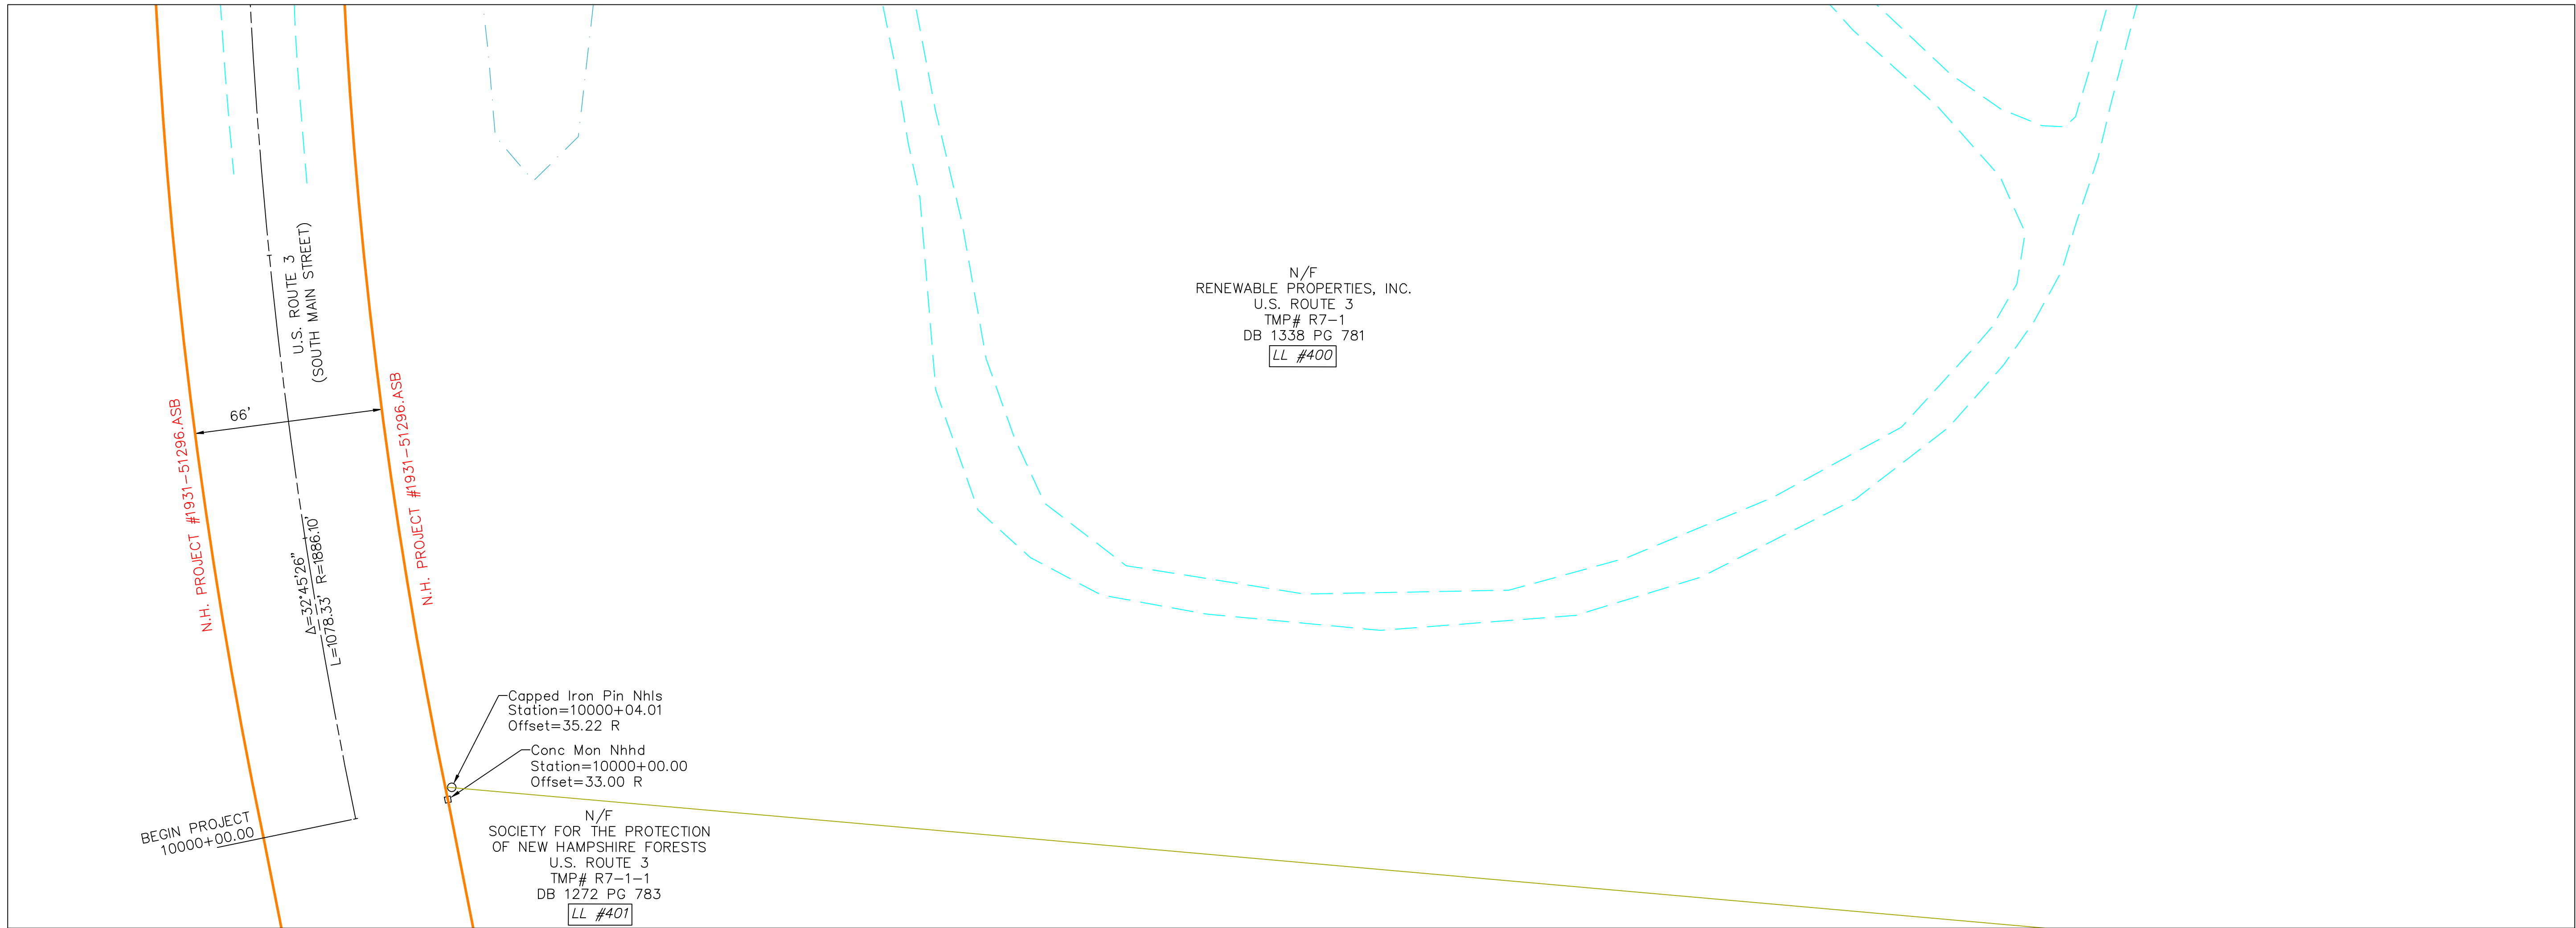 U.S. ROUTE 3
(SOUTH MAIN STREET)
66'
N.H. PROJECT #1931-51296.ASB
N.H. PROJECT #1931-51296.ASB
Δ=32°45'26"
L=1078.33' R=1886.10'
N/F
RENEWABLE PROPERTIES, INC.
U.S. ROUTE 3
TMP# R7-1
DB 1338 PG 781
LL #400
Capped Iron Pin Nhls
Station=10000+04.01
Offset=35.22 R
Conc Mon Nhhd
Station=10000+00.00
Offset=33.00 R
BEGIN PROJECT
10000+00.00
N/F
SOCIETY FOR THE PROTECTION
OF NEW HAMPSHIRE FORESTS
U.S. ROUTE 3
TMP# R7-1-1
DB 1272 PG 783
LL #401